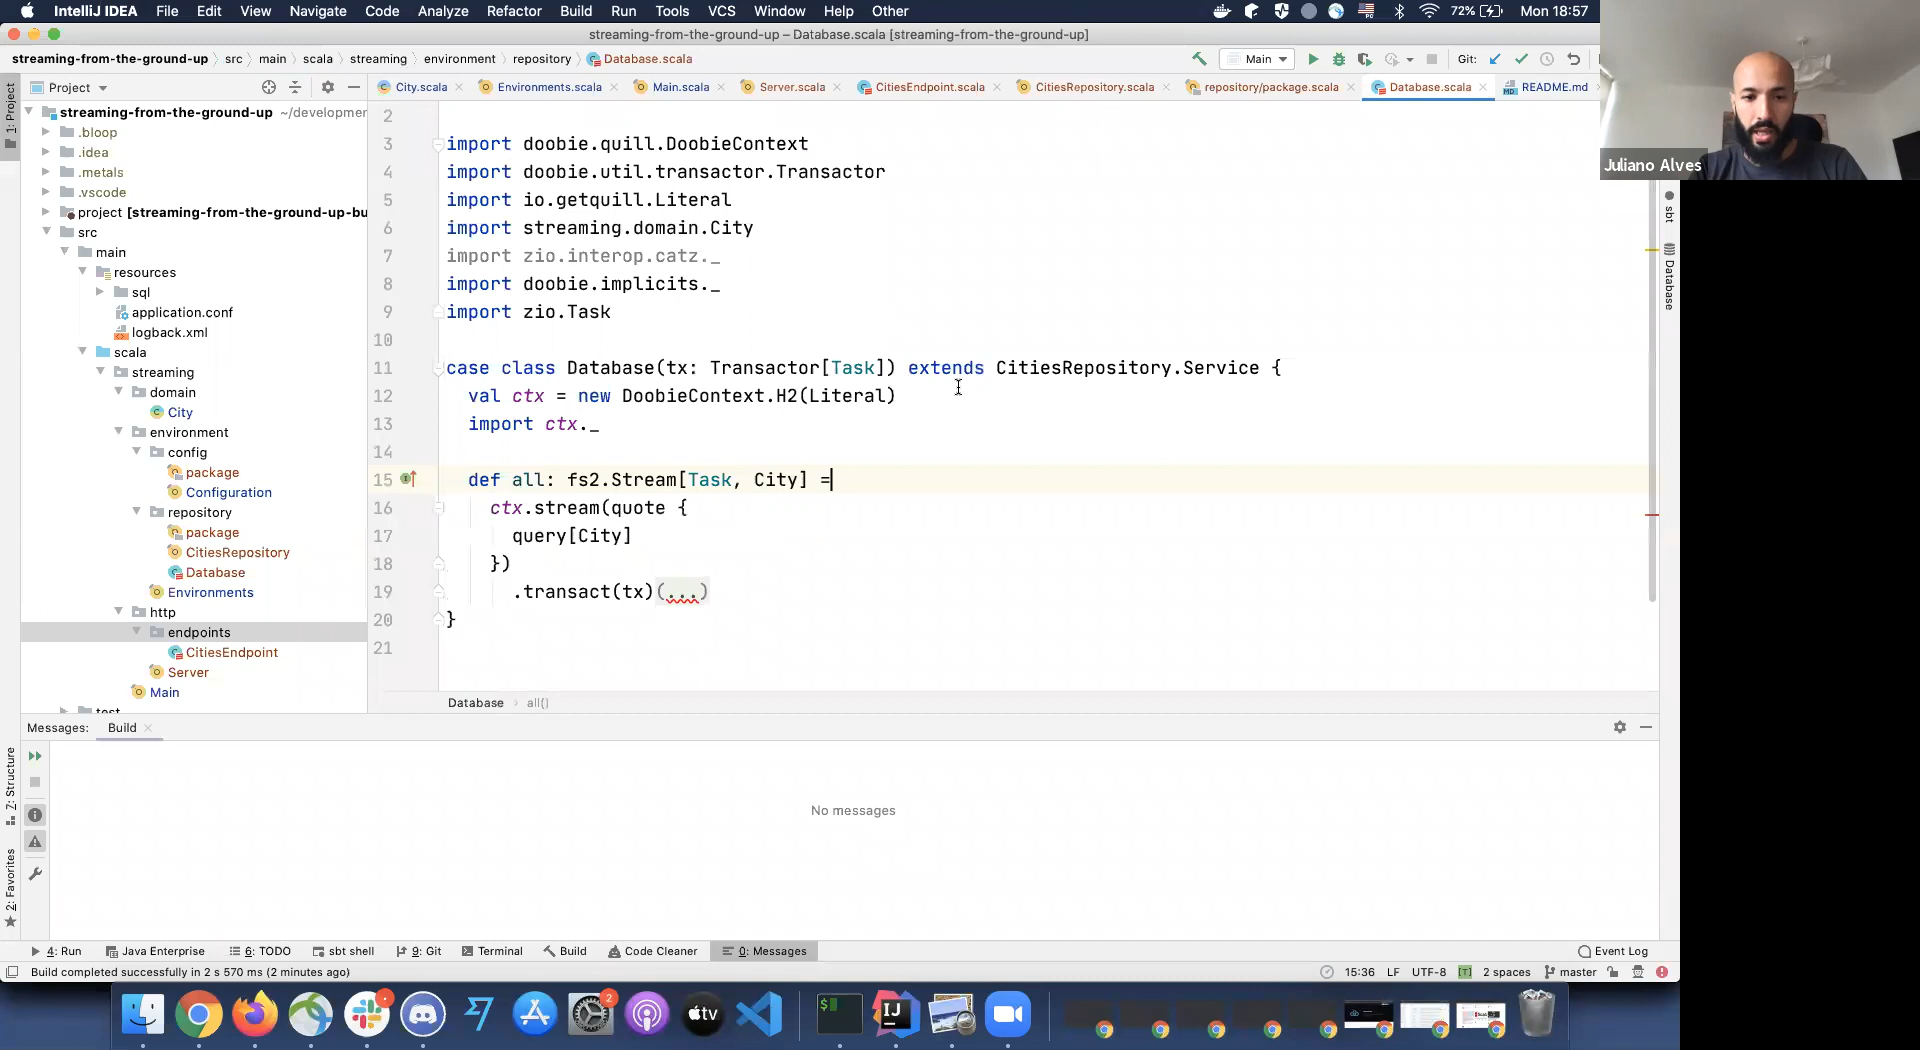 IntelliJ IDEA File Edit View Navigate Code Analyze Refactor Build Run Tools VCS Window Help Other 72% Mon 18:57
streaming-from-the-ground-up – Database.scala [streaming-from-the-ground-up]
streaming-from-the-ground-up src main scala streaming environment repository Database.scala Main Git:
Project City.scala Environments.scala Main.scala Server.scala CitiesEndpoint.scala CitiesRepository.scala repository/package.scala Database.scala README.md
Juliano Alves
1: Project
sbt
Database
streaming-from-the-ground-up ~/developmer
.bloop
.idea
.metals
.vscode
project [streaming-from-the-ground-up-bu
src
main
resources
sql
application.conf
logback.xml
scala
streaming
domain
City
environment
config
package
Configuration
repository
package
CitiesRepository
Database
Environments
http
endpoints
CitiesEndpoint
Server
Main
test
2
3 import doobie.quill.DoobieContext
4 import doobie.util.transactor.Transactor
5 import io.getquill.Literal
6 import streaming.domain.City
7 import zio.interop.catz._
8 import doobie.implicits._
9 import zio.Task
10
11 case class Database(tx: Transactor[Task]) extends CitiesRepository.Service {
12 val ctx = new DoobieContext.H2(Literal)
13 import ctx._
14
15 def all: fs2.Stream[Task, City] =
16 ctx.stream(quote {
17 query[City]
18 })
19 .transact(tx)(...)
20 }
21
Database all()
Messages: Build
No messages
7: Structure
2: Favorites
4: Run Java Enterprise 6: TODO sbt shell 9: Git Terminal Build Code Cleaner 0: Messages Event Log
Build completed successfully in 2 s 570 ms (2 minutes ago) 15:36 LF UTF-8 [T] 2 spaces master
2
tv
$
IJ